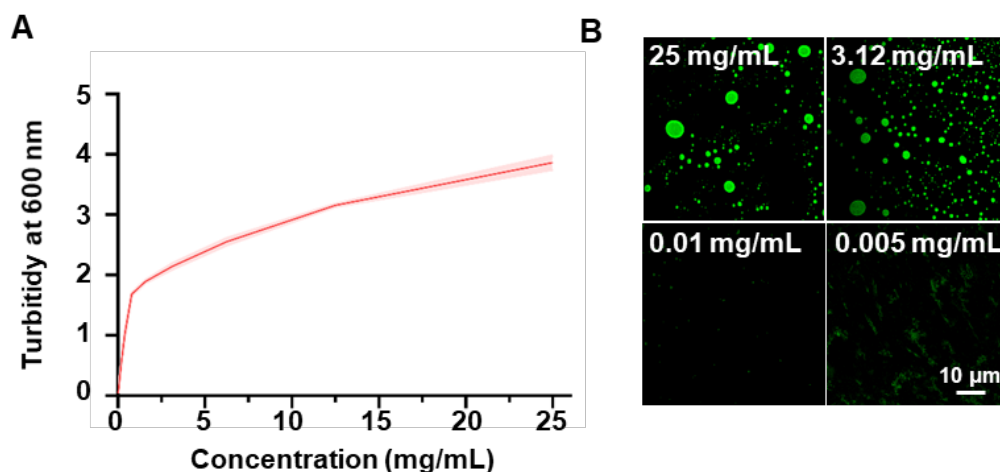 A
B
Turbitidy at 600 nm
5
4
3
2
1
0
0 5 10 15 20 25
Concentration (mg/mL)
25 mg/mL
3.12 mg/mL
0.01 mg/mL
0.005 mg/mL
10 μm